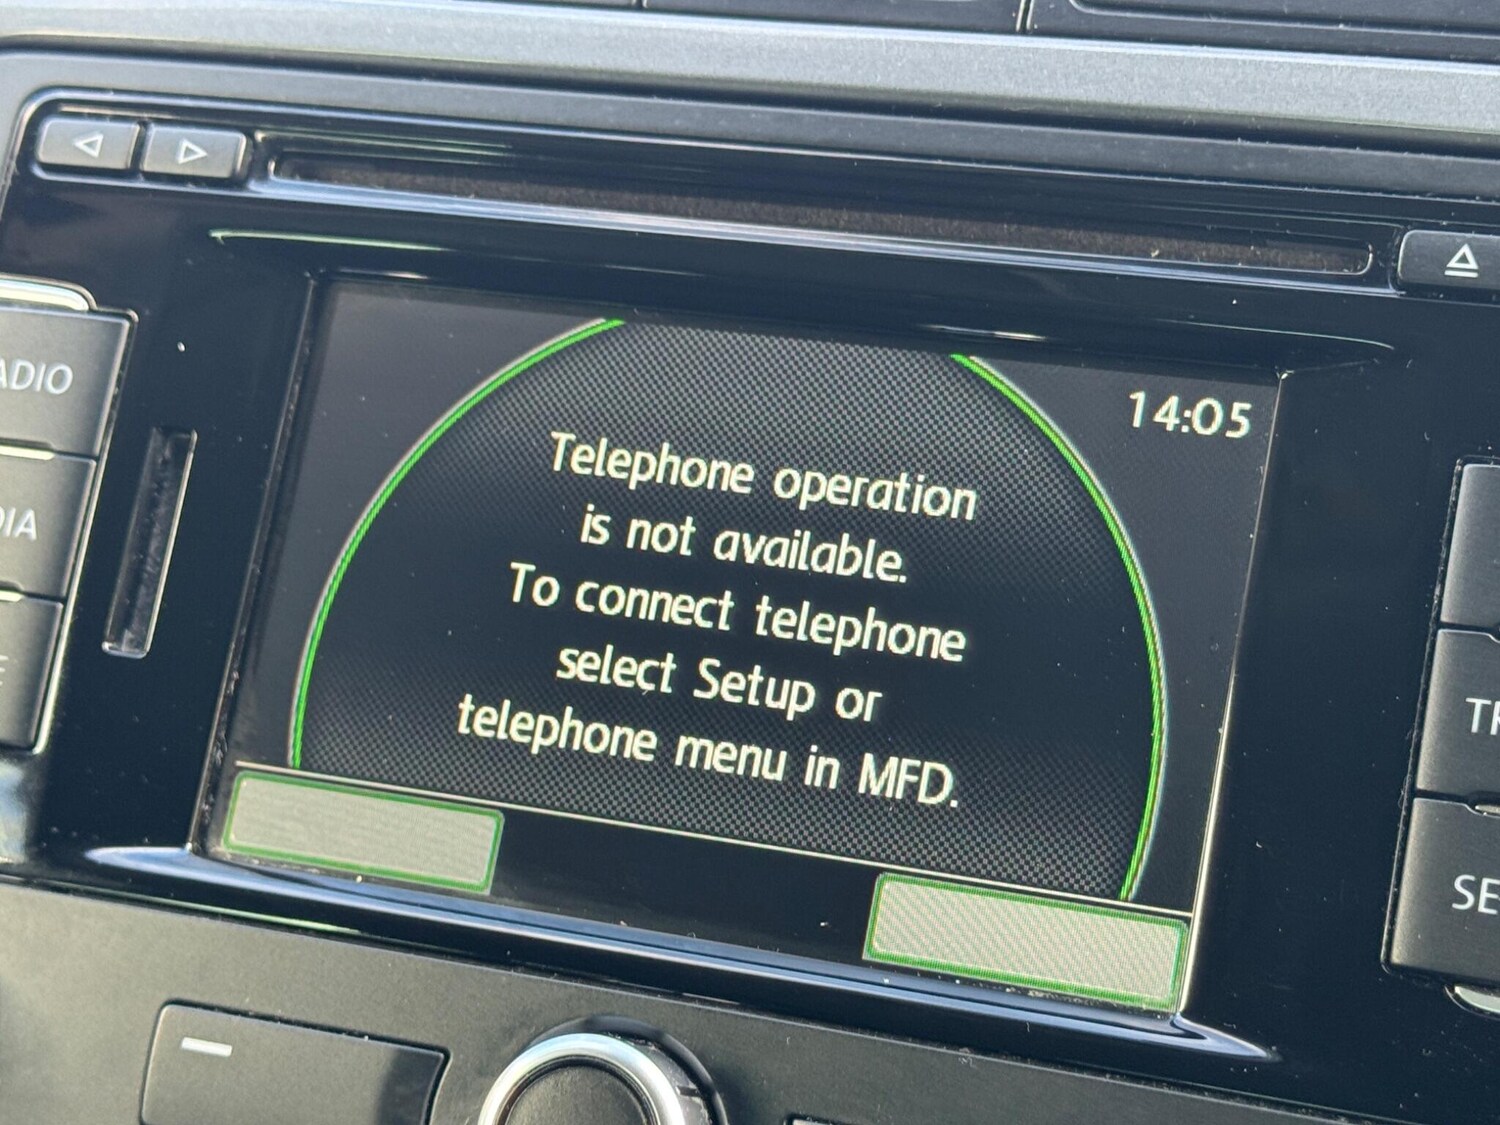 14:05
Telephone operation
is not available.
To connect telephone
select Setup or
telephone menu in MFD.